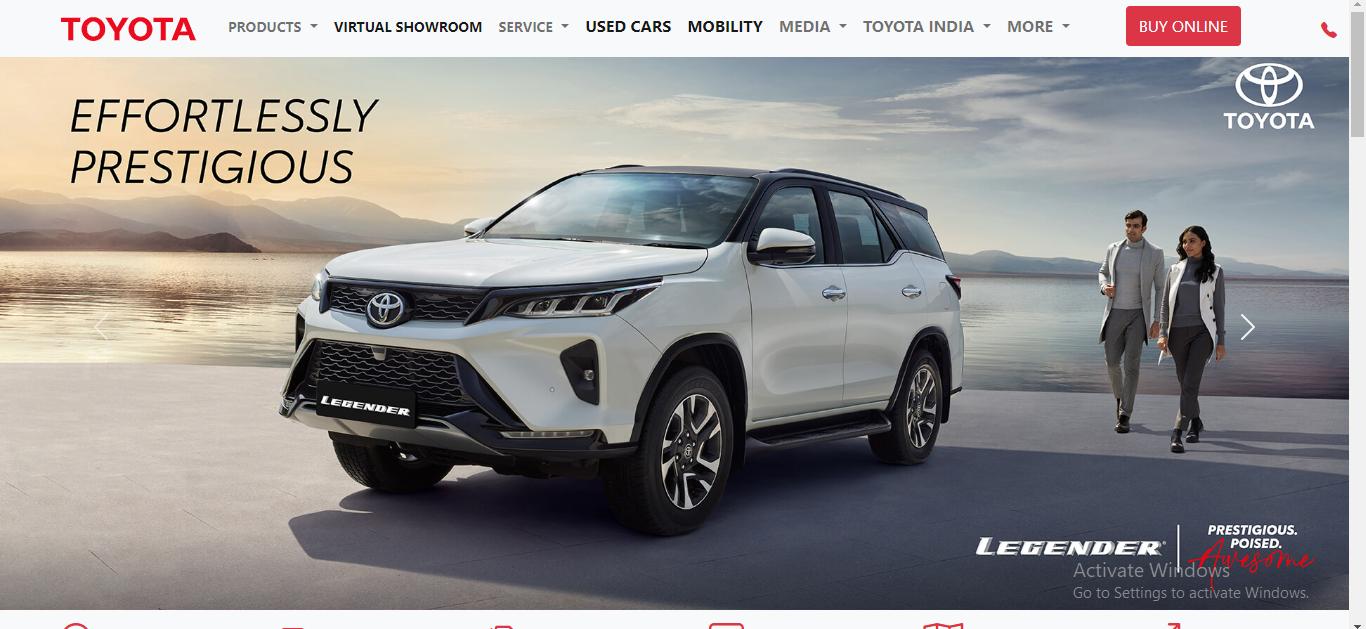 TOYOTA PRODUCTS VIRTUAL SHOWROOM SERVICE USED CARS MOBILITY MEDIA TOYOTA INDIA MORE BUY ONLINE
EFFORTLESSLY
PRESTIGIOUS
TOYOTA
LEGENDER
LEGENDER
PRESTIGIOUS.
POISED.
Awesome
Activate Windows
Go to Settings to activate Windows.